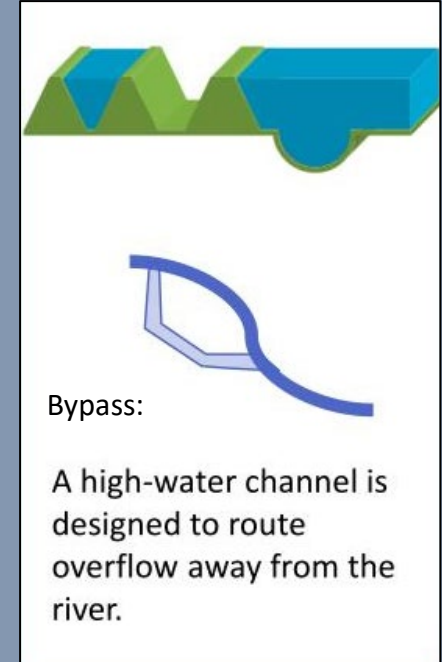 Bypass:
A high-water channel is
designed to route
overflow away from the
river.